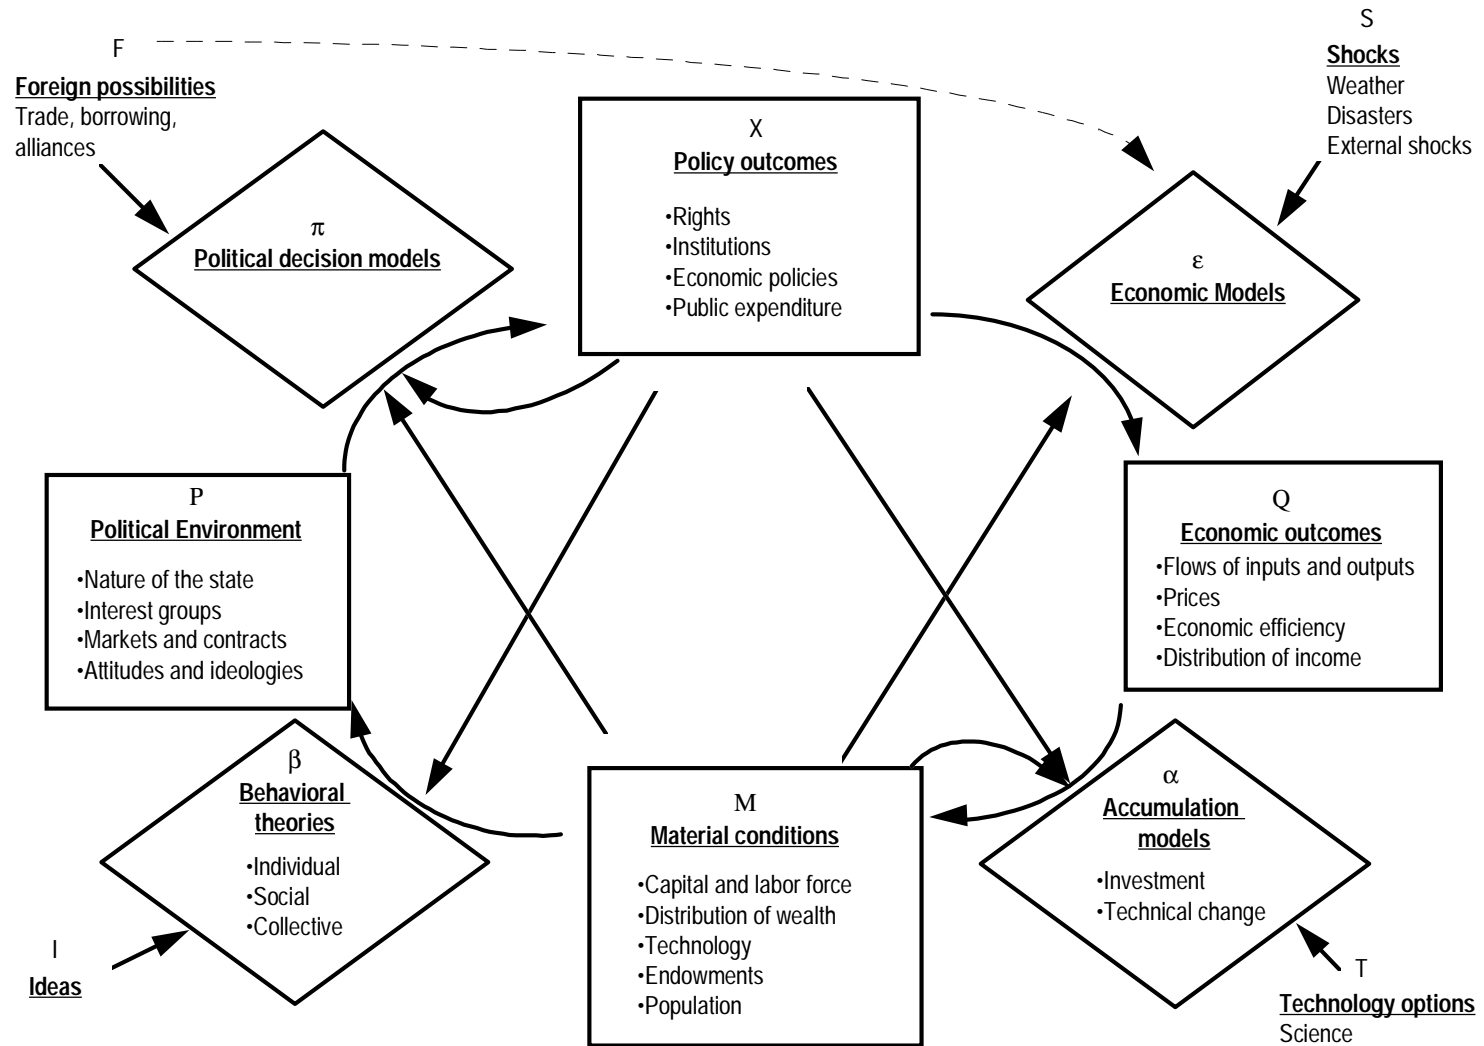 F
Foreign possibilities
Trade, borrowing,
alliances
S
Shocks
Weather
Disasters
External shocks
X
Policy outcomes
•Rights
•Institutions
•Economic policies
•Public expenditure
π
Political decision models
ε
Economic Models
P
Political Environment
•Nature of the state
•Interest groups
•Markets and contracts
•Attitudes and ideologies
Q
Economic outcomes
•Flows of inputs and outputs
•Prices
•Economic efficiency
•Distribution of income
β
Behavioral
theories
•Individual
•Social
•Collective
M
Material conditions
•Capital and labor force
•Distribution of wealth
•Technology
•Endowments
•Population
α
Accumulation
models
•Investment
•Technical change
I
Ideas
T
Technology options
Science